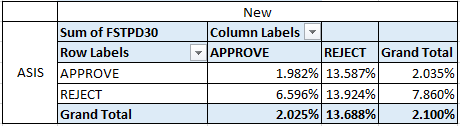 New
Sum of FSTPD30 Column Labels
Row Labels APPROVE REJECT Grand Total
ASIS
APPROVE 1.982% 13.587% 2.035%
REJECT 6.596% 13.924% 7.860%
Grand Total 2.025% 13.688% 2.100%